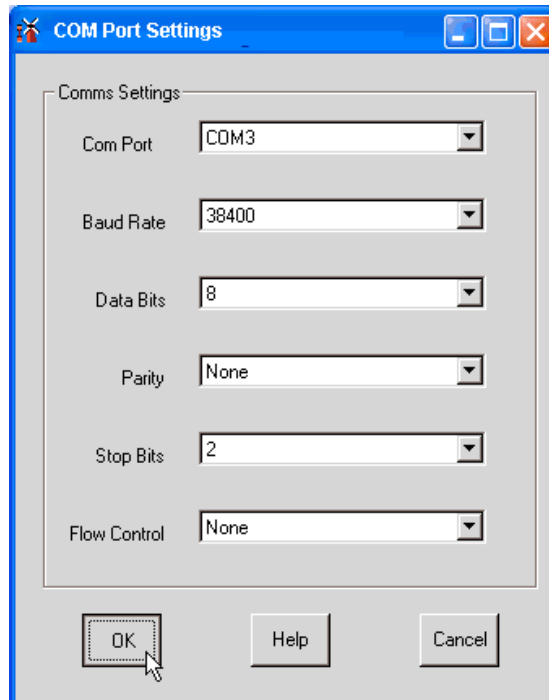 COM Port Settings
Comms Settings
Com Port COM3
Baud Rate 38400
Data Bits 8
Parity None
Stop Bits 2
Flow Control None
OK Help Cancel